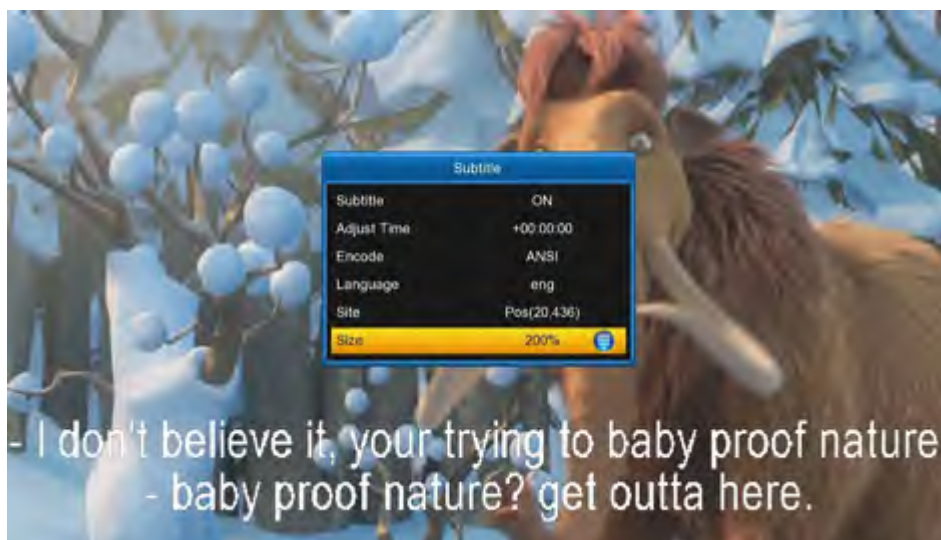 Subtitle
Subtitle ON
Adjust Time +00:00:00
Encode ANSI
Language eng
Site Pos(20,436)
Size 200%
- I don't believe it, your trying to baby proof nature
- baby proof nature? get outta here.